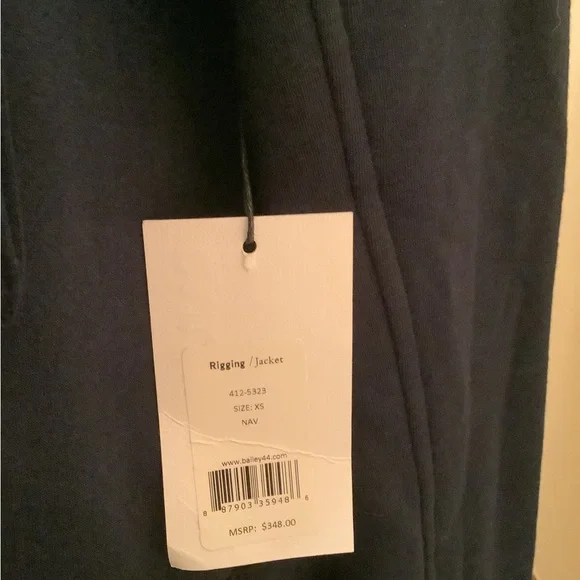 Rigging / Jacket
412-5323
SIZE: XS
NAV
www.bailey44.com
8 87903 35948 6
MSRP: $348.00